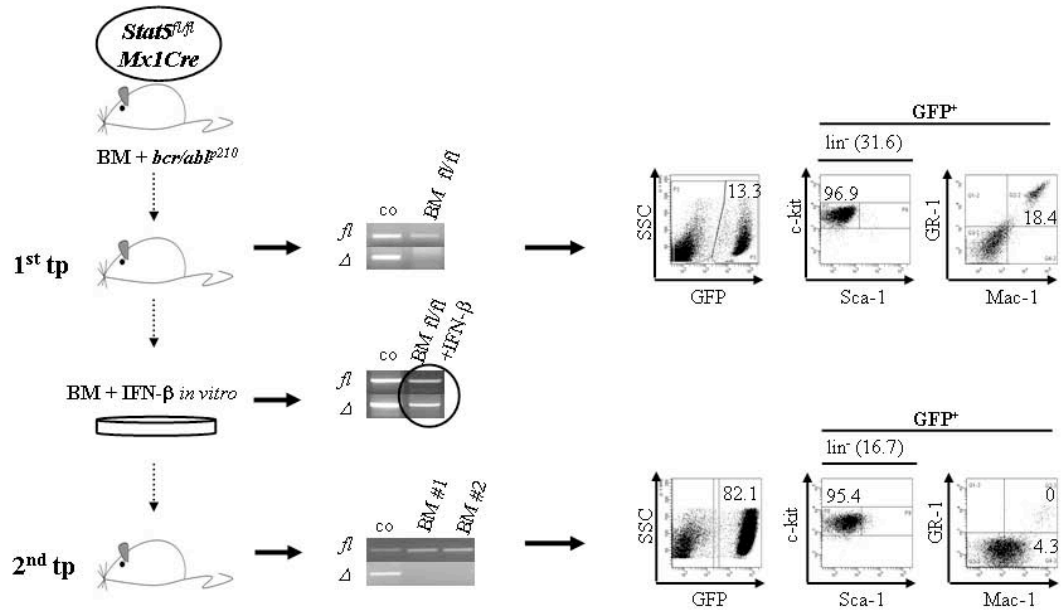 Stat5fl/fl
Mx1Cre
BM + bcr/ablp210
1st tp
BM + IFN-β in vitro
2nd tp
co
BM fl/fl
fl
Δ
co
BM fl/fl
+IFN-β
fl
Δ
co
BM #1
BM #2
fl
Δ
GFP+
lin- (31.6)
13.3
SSC
GFP
96.9
c-kit
Sca-1
18.4
GR-1
Mac-1
GFP+
lin- (16.7)
82.1
SSC
GFP
95.4
c-kit
Sca-1
0
4.3
GR-1
Mac-1